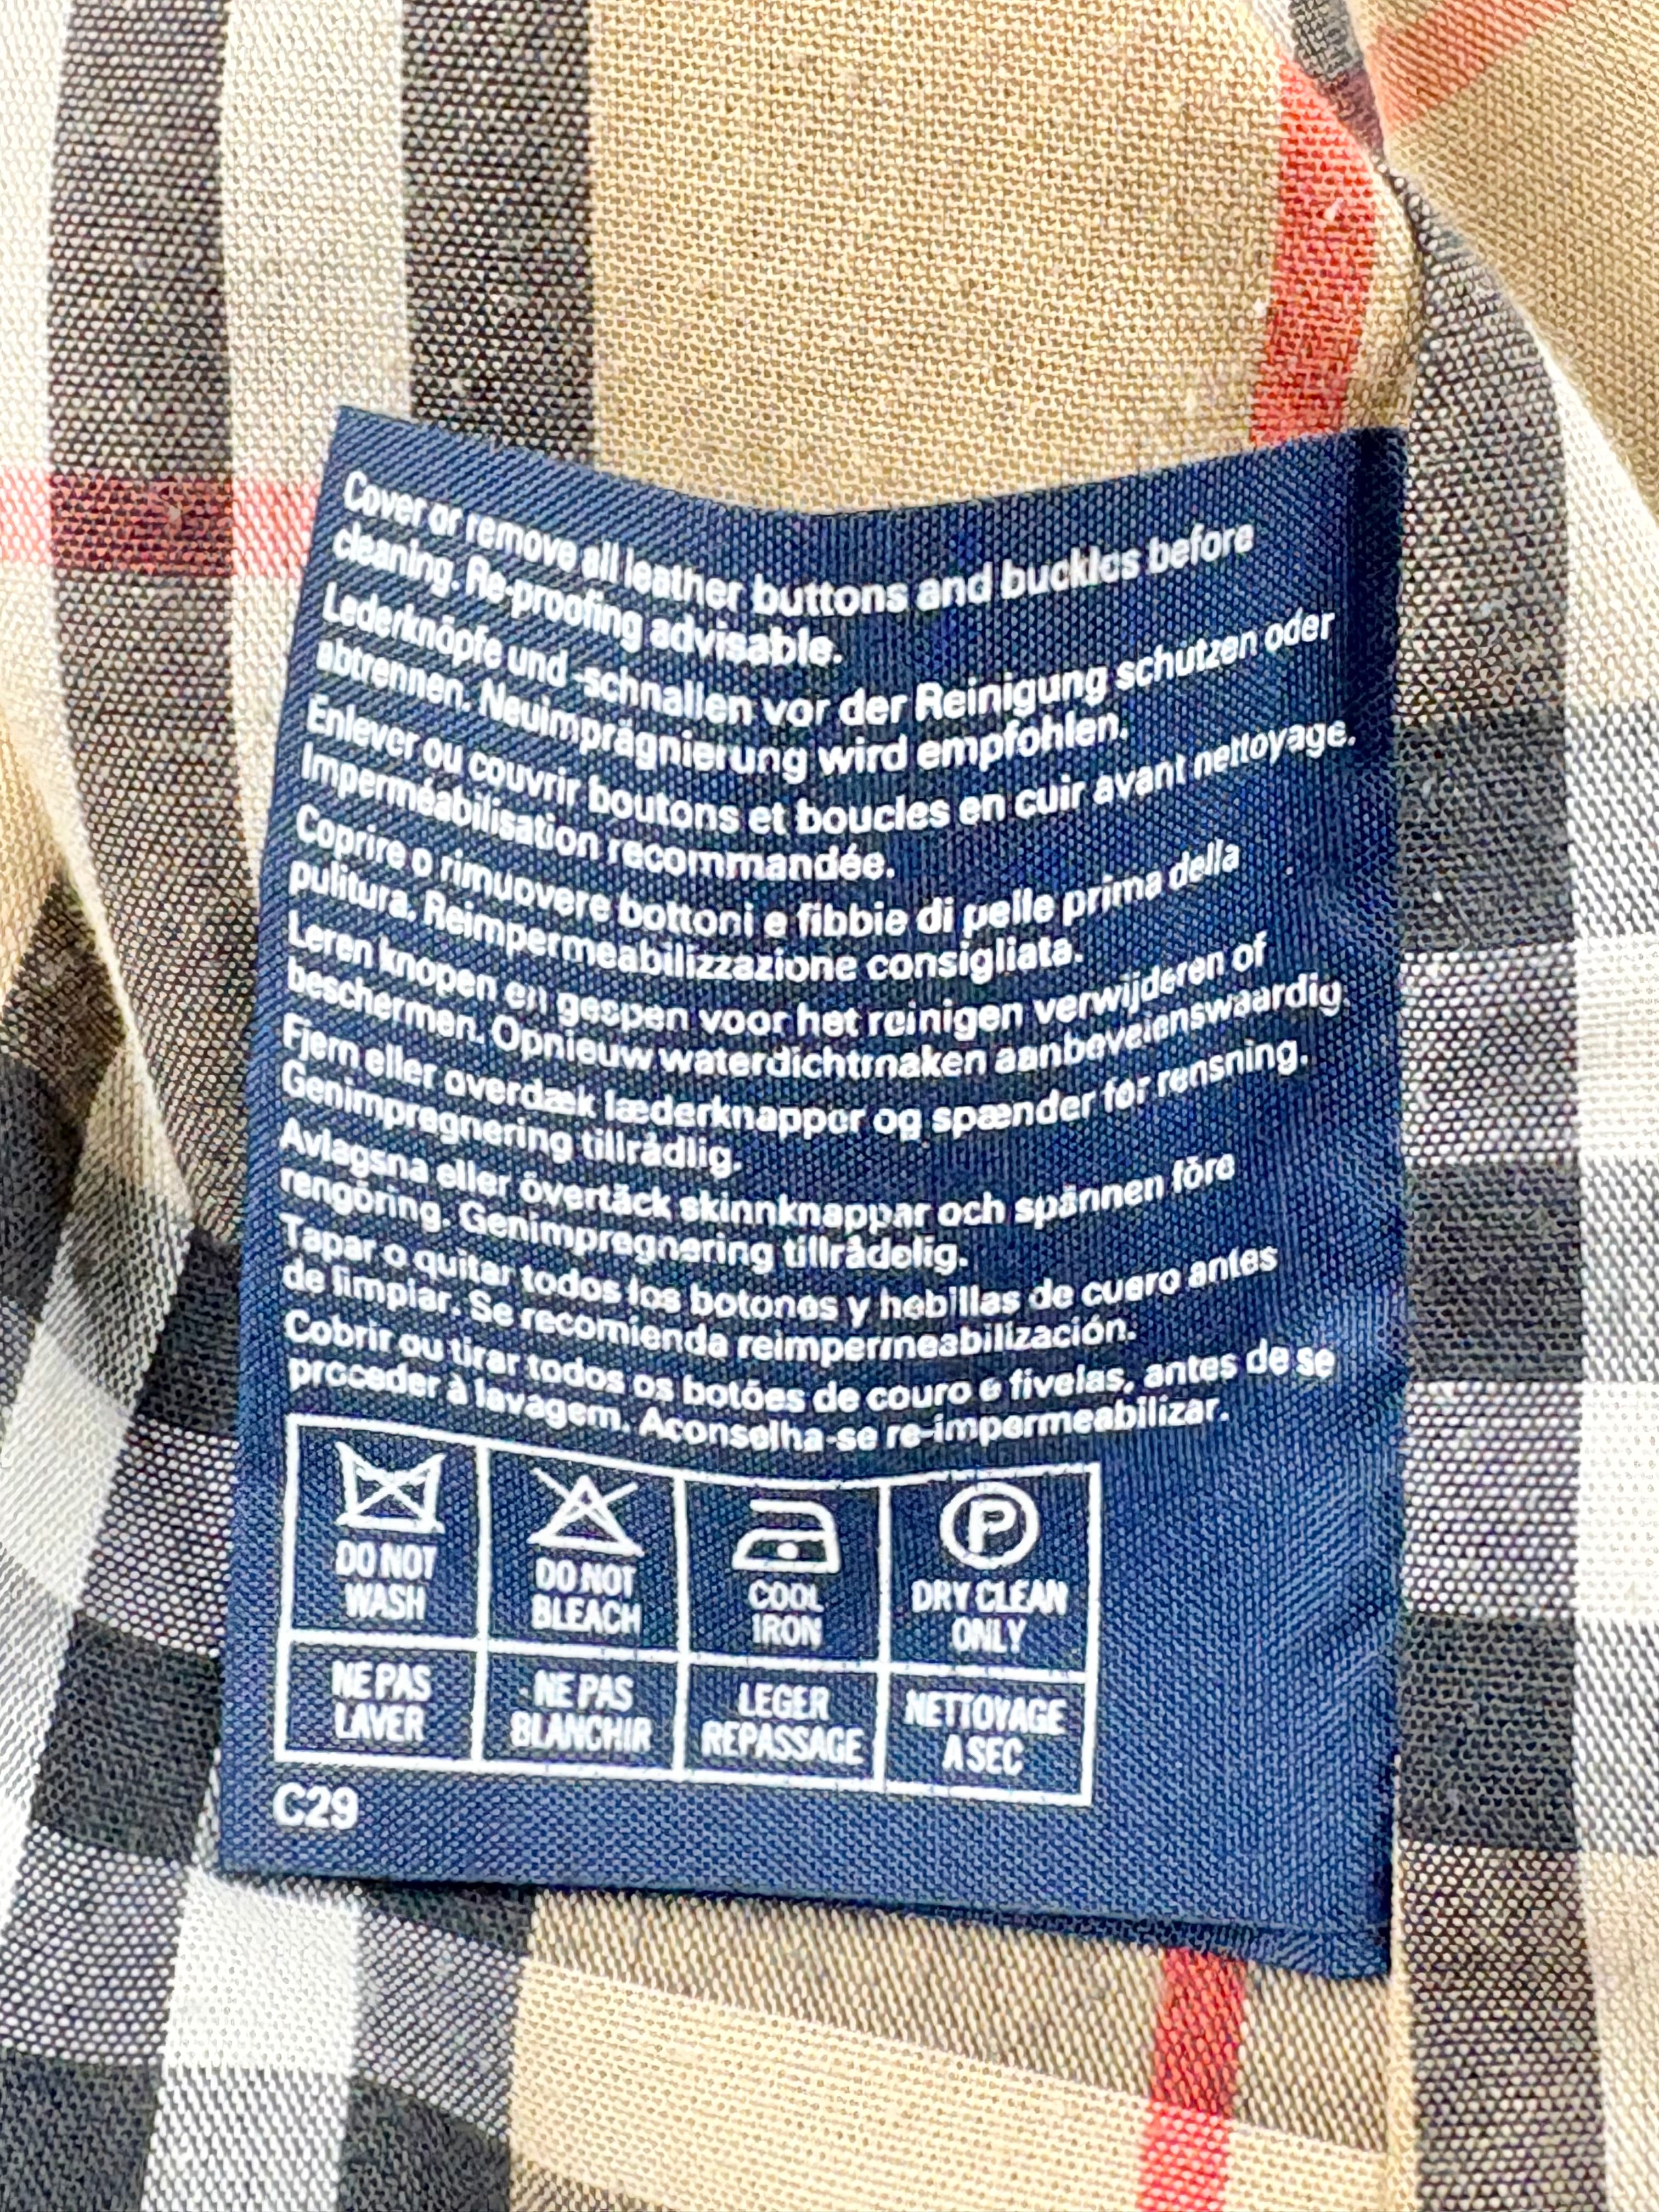 Cover or remove all leather buttons and buckles before
cleaning. Re-proofing advisable.
Lederknöpfe und -schnallen vor der Reinigung schutzen oder
abtrennen. Neuimprägnierung wird empfohlen.
Enlever ou couvrir boutons et boucles en cuir avant nettoyage.
Imperméabilisation recommandée.
Coprire o rimuovere bottoni e fibbie di pelle prima della
pulitura. Reimpermeabilizzazione consigliata.
Leren knopen en gespen voor het reinigen verwijderen of
beschermen. Opnieuw waterdichtmaken aanbevelenswaardig.
Fjern eller overdæk læderknapper og spænder for rensning.
Genimpregnering tillrådlig.
Avlagsna eller övertäck skinnknappar och spännen före
rengöring. Genimpregnering tillrådelig.
Tapar o quitar todos los botones y hebillas de cuero antes
de limpiar. Se recomienda reimpermeabilización.
Cobrir ou tirar todos os botões de couro e fivelas, antes de se
proceder à lavagem. Aconselha-se re-impermeabilizar.
P
DO NOT WASH
DO NOT BLEACH
COOL IRON
DRY CLEAN ONLY
NE PAS LAVER
NE PAS BLANCHIR
LEGER REPASSAGE
NETTOYAGE A SEC
C29